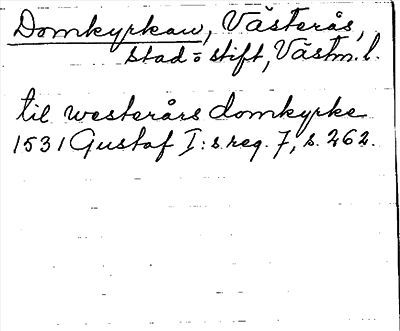 Domkyrkan, Västerås,
stad o stift, Västm. l.
til westerårs domkyrke
1531 Gustaf I:s reg. 7, s. 262.